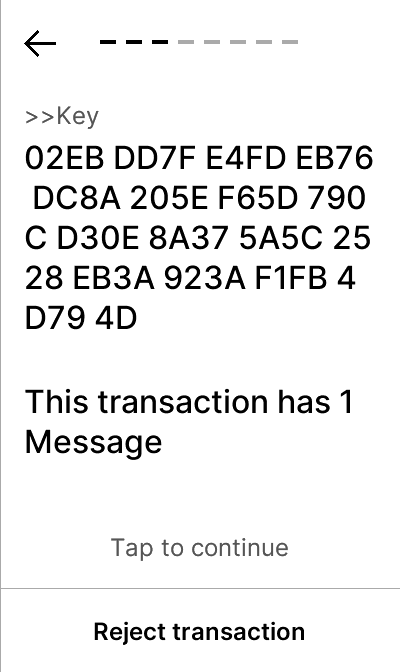 >>Key
02EB DD7F E4FD EB76
DC8A 205E F65D 790
C D30E 8A37 5A5C 25
28 EB3A 923A F1FB 4
D79 4D
This transaction has 1
Message
Tap to continue
Reject transaction